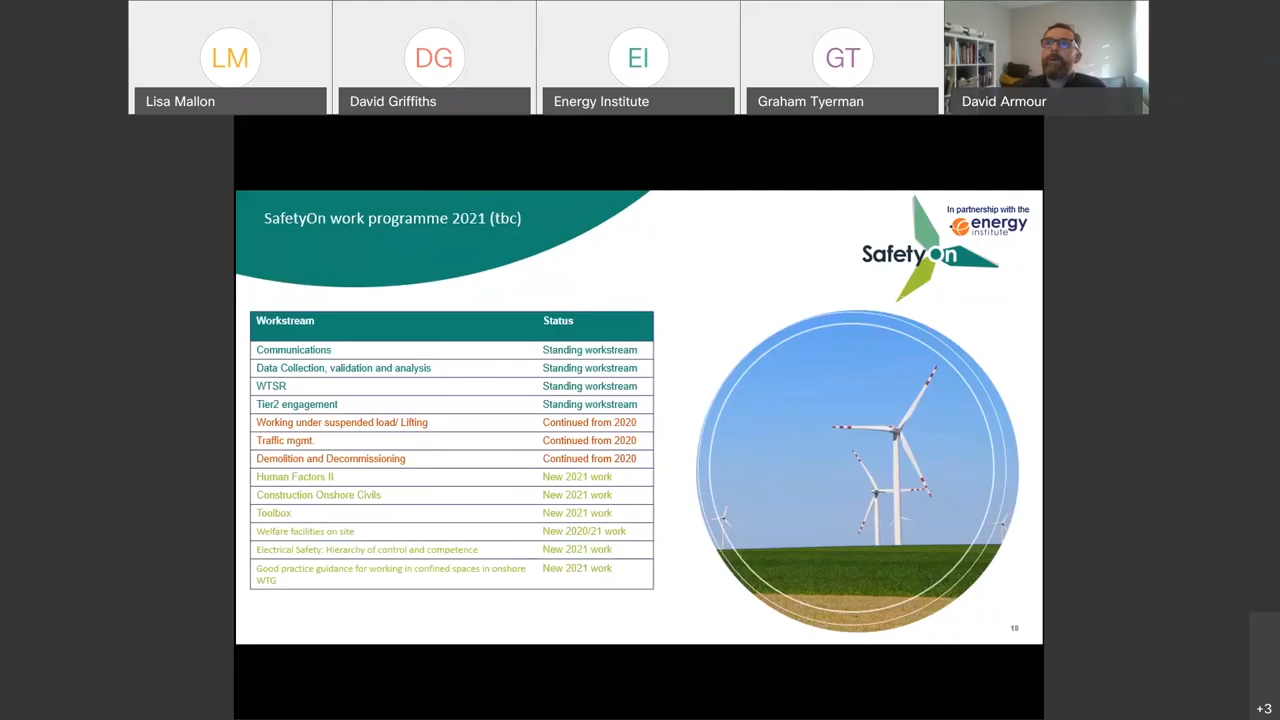 LM
DG
EI
GT
Lisa Mallon
David Griffiths
Energy Institute
Graham Tyerman
David Armour
SafetyOn work programme 2021 (tbc)
In partnership with the
energy
institute
SafetyOn
Workstream Status
Communications Standing workstream
Data Collection, validation and analysis Standing workstream
WTSR Standing workstream
Tier2 engagement Standing workstream
Working under suspended load/ Lifting Continued from 2020
Traffic mgmt. Continued from 2020
Demolition and Decommissioning Continued from 2020
Human Factors II New 2021 work
Construction Onshore Civils New 2021 work
Toolbox New 2021 work
Welfare facilities on site New 2020/21 work
Electrical Safety: Hierarchy of control and competence New 2021 work
Good practice guidance for working in confined spaces in onshore New 2021 work
WTG
18
+3